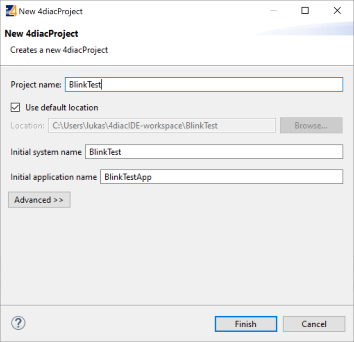 New 4diacProject
New 4diacProject
Creates a new 4diacProject
Project name: BlinkTest
Use default location
Location: C:\Users\lukas\4diacIDE-workspace\BlinkTest Browse...
Initial system name BlinkTest
Initial application name BlinkTestApp
Advanced >>
? Finish Cancel